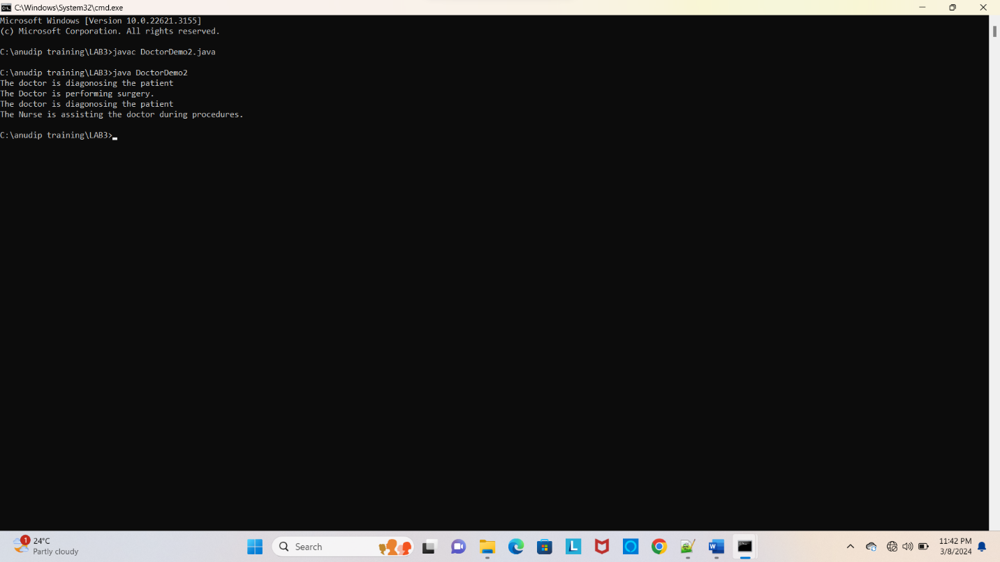 C:\Windows\System32\cmd.exe
Microsoft Windows [Version 10.0.22621.3155]
(c) Microsoft Corporation. All rights reserved.
C:\anudip training\LAB3>javac DoctorDemo2.java
C:\anudip training\LAB3>java DoctorDemo2
The doctor is diagonosing the patient
The Doctor is performing surgery.
The doctor is diagonosing the patient
The Nurse is assisting the doctor during procedures.
C:\anudip training\LAB3>
1
24°C
Partly cloudy
Search
L
W
11:42 PM
3/8/2024